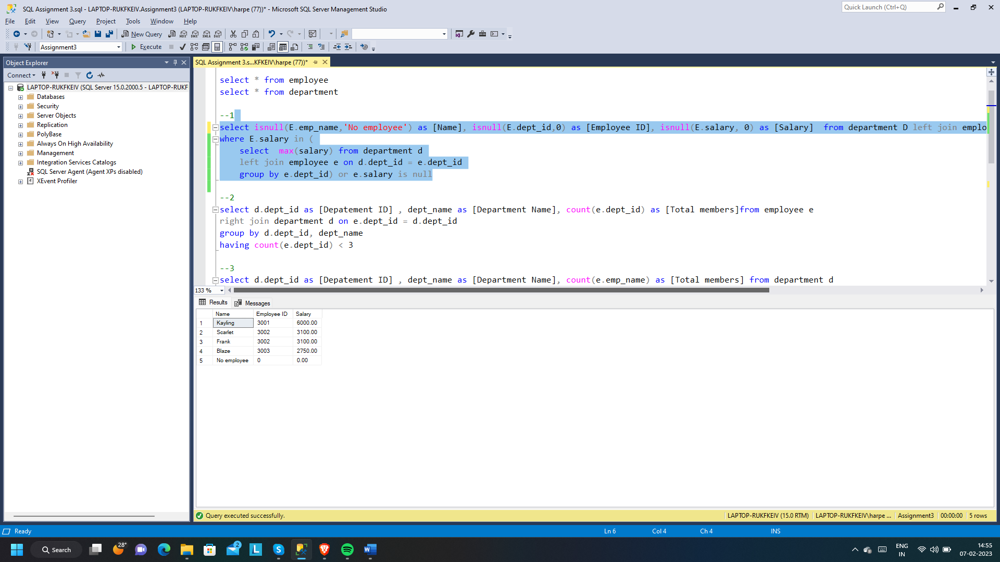 SQL Assignment 3.sql - LAPTOP-RUKFKEIV.Assignment3 (LAPTOP-RUKFKEIV\harpe (77))* - Microsoft SQL Server Management Studio
Quick Launch (Ctrl+Q)
File Edit View Query Project Tools Window Help
New Query
MDX DMX XMLA DAX
Assignment3
Execute
Object Explorer
SQL Assignment 3.s...KFKEIV\harpe (77))*
Connect
LAPTOP-RUKFKEIV (SQL Server 15.0.2000.5 - LAPTOP-RUKF
Databases
Security
Server Objects
Replication
PolyBase
Always On High Availability
Management
Integration Services Catalogs
SQL Server Agent (Agent XPs disabled)
XEvent Profiler
select * from employee
select * from department
--1
select isnull(E.emp_name,'No employee') as [Name], isnull(E.dept_id,0) as [Employee ID], isnull(E.salary, 0) as [Salary]  from department D left join emplo
where E.salary in (
select  max(salary) from department d
left join employee e on d.dept_id = e.dept_id
group by e.dept_id) or e.salary is null
--2
select d.dept_id as [Depatement ID] , dept_name as [Department Name], count(e.dept_id) as [Total members]from employee e
right join department d on e.dept_id = d.dept_id
group by d.dept_id, dept_name
having count(e.dept_id) < 3
--3
select d.dept_id as [Depatement ID] , dept_name as [Department Name], count(e.emp_name) as [Total members] from department d
133 %
Results Messages
Name Employee ID Salary
1 Kayling 3001 6000.00
2 Scarlet 3002 3100.00
3 Frank 3002 3100.00
4 Blaze 3003 2750.00
5 No employee 0 0.00
Query executed successfully.
LAPTOP-RUKFKEIV (15.0 RTM) LAPTOP-RUKFKEIV\harpe ... Assignment3 00:00:00 5 rows
Ready
Ln 6 Col 4 Ch 4 INS
Search
28°
2
ENG
IN
14:55
07-02-2023